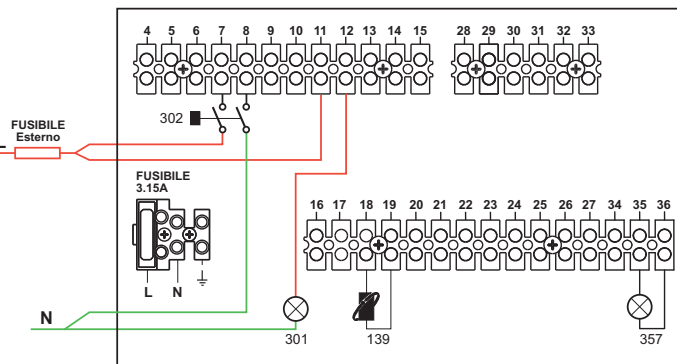 4 5 6 7 8 9 10 11 12 13 14 15
28 29 30 31 32 33
302
FUSIBILE
Esterno
FUSIBILE
3.15A
16 17 18 19 20 21 22 23 24 25 26 27 34 35 36
L N
N
301
139
357